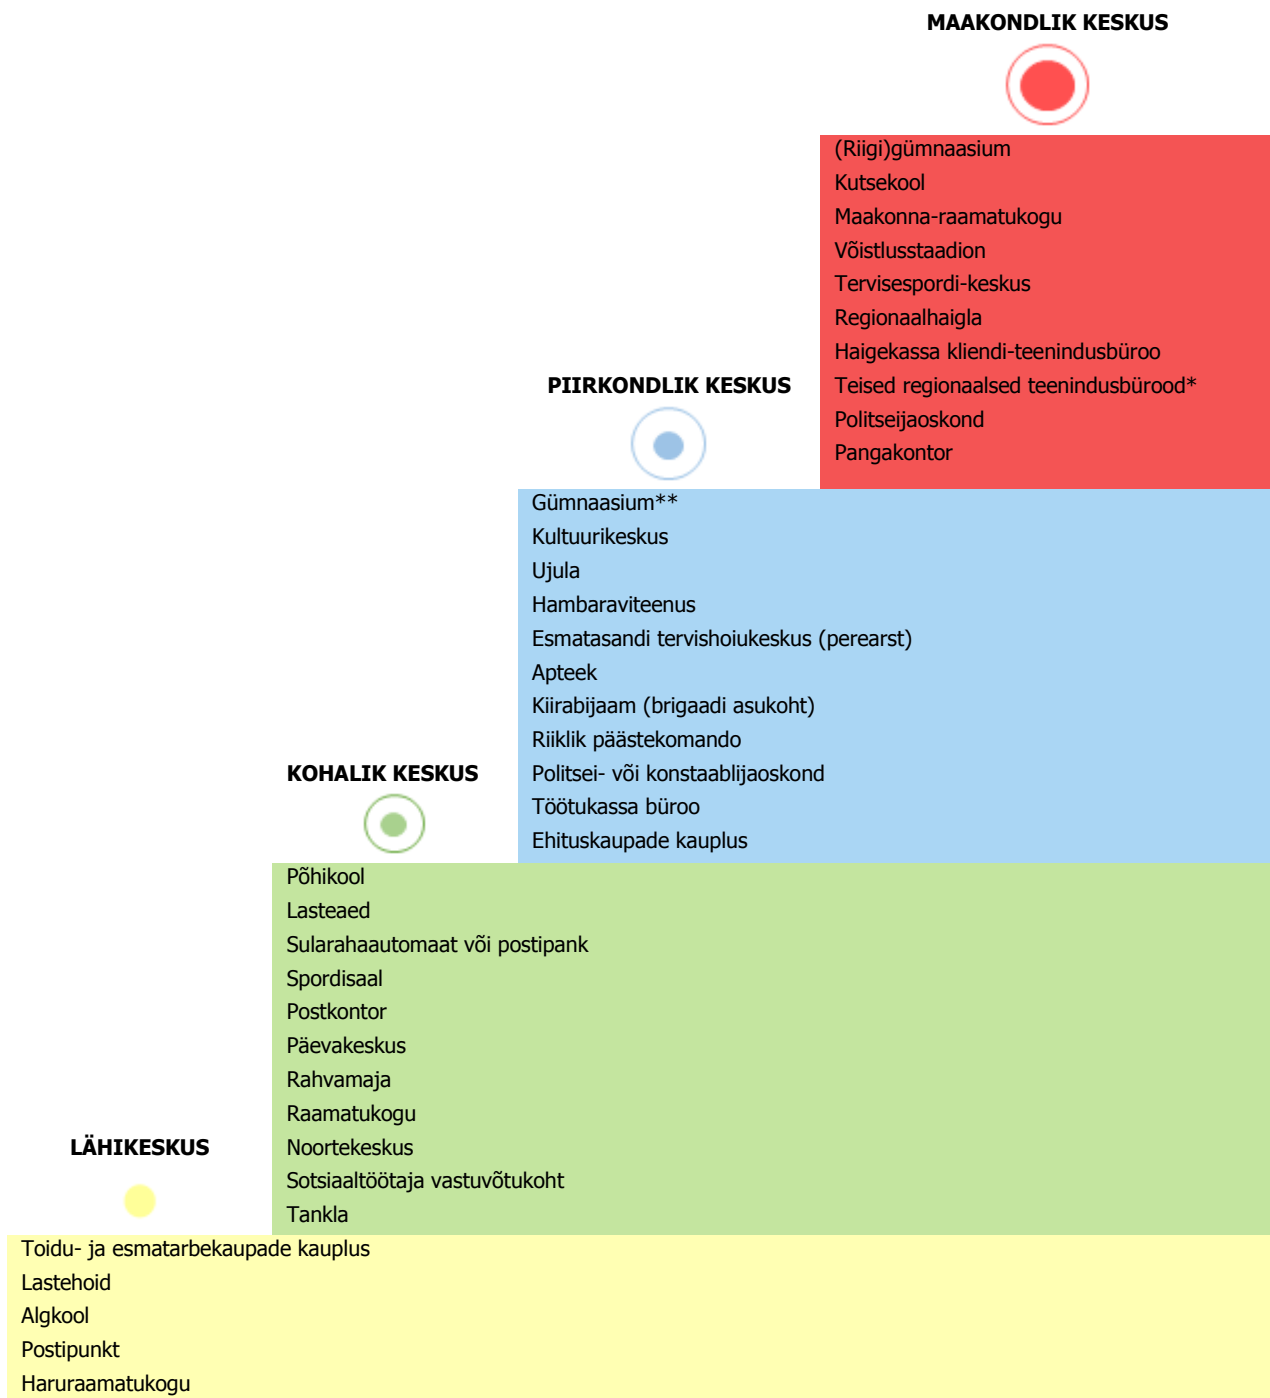 MAAKONDLIK KESKUS
(Riigi)gümnaasium
Kutsekool
Maakonna-raamatukogu
Võistlusstaadion
Tervisespordi-keskus
Regionaalhaigla
Haigekassa kliendi-teenindusbüroo
Teised regionaalsed teenindusbürood*
Politseijaoskond
Pangakontor
PIIRKONDLIK KESKUS
Gümnaasium**
Kultuurikeskus
Ujula
Hambaraviteenus
Esmatasandi tervishoiukeskus (perearst)
Apteek
Kiirabijaam (brigaadi asukoht)
Riiklik päästekomando
Politsei- või konstaablijaoskond
Töötukassa büroo
Ehituskaupade kauplus
KOHALIK KESKUS
Põhikool
Lasteaed
Sularahaautomaat või postipank
Spordisaal
Postkontor
Päevakeskus
Rahvamaja
Raamatukogu
Noortekeskus
Sotsiaaltöötaja vastuvõtukoht
Tankla
LÄHIKESKUS
Toidu- ja esmatarbekaupade kauplus
Lastehoid
Algkool
Postipunkt
Haruraamatukogu